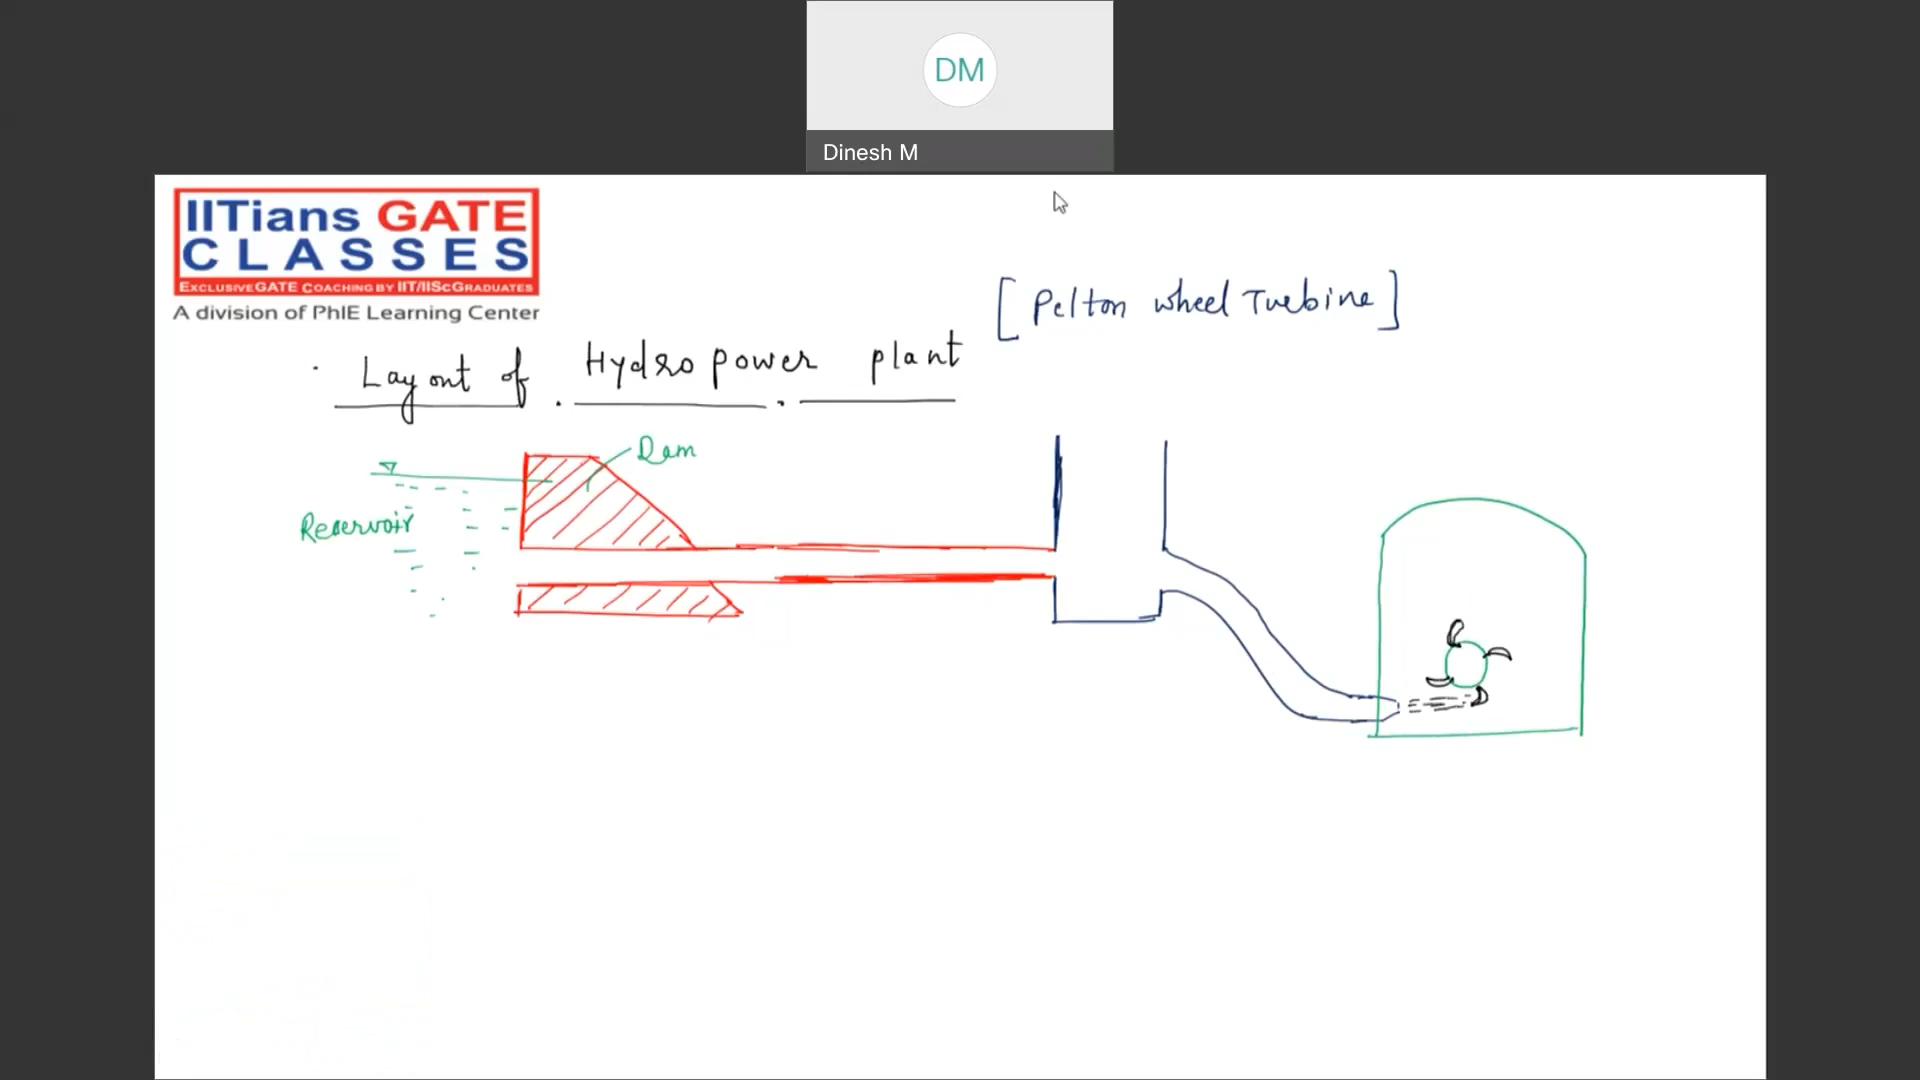 DM
Dinesh M
IITians GATE
CLASSES
EXCLUSIVE GATE COACHING BY IIT/IISc GRADUATES
A division of PhIE Learning Center
[Pelton wheel Turbine]
Layout of Hydro power plant
Dam
Reservoir